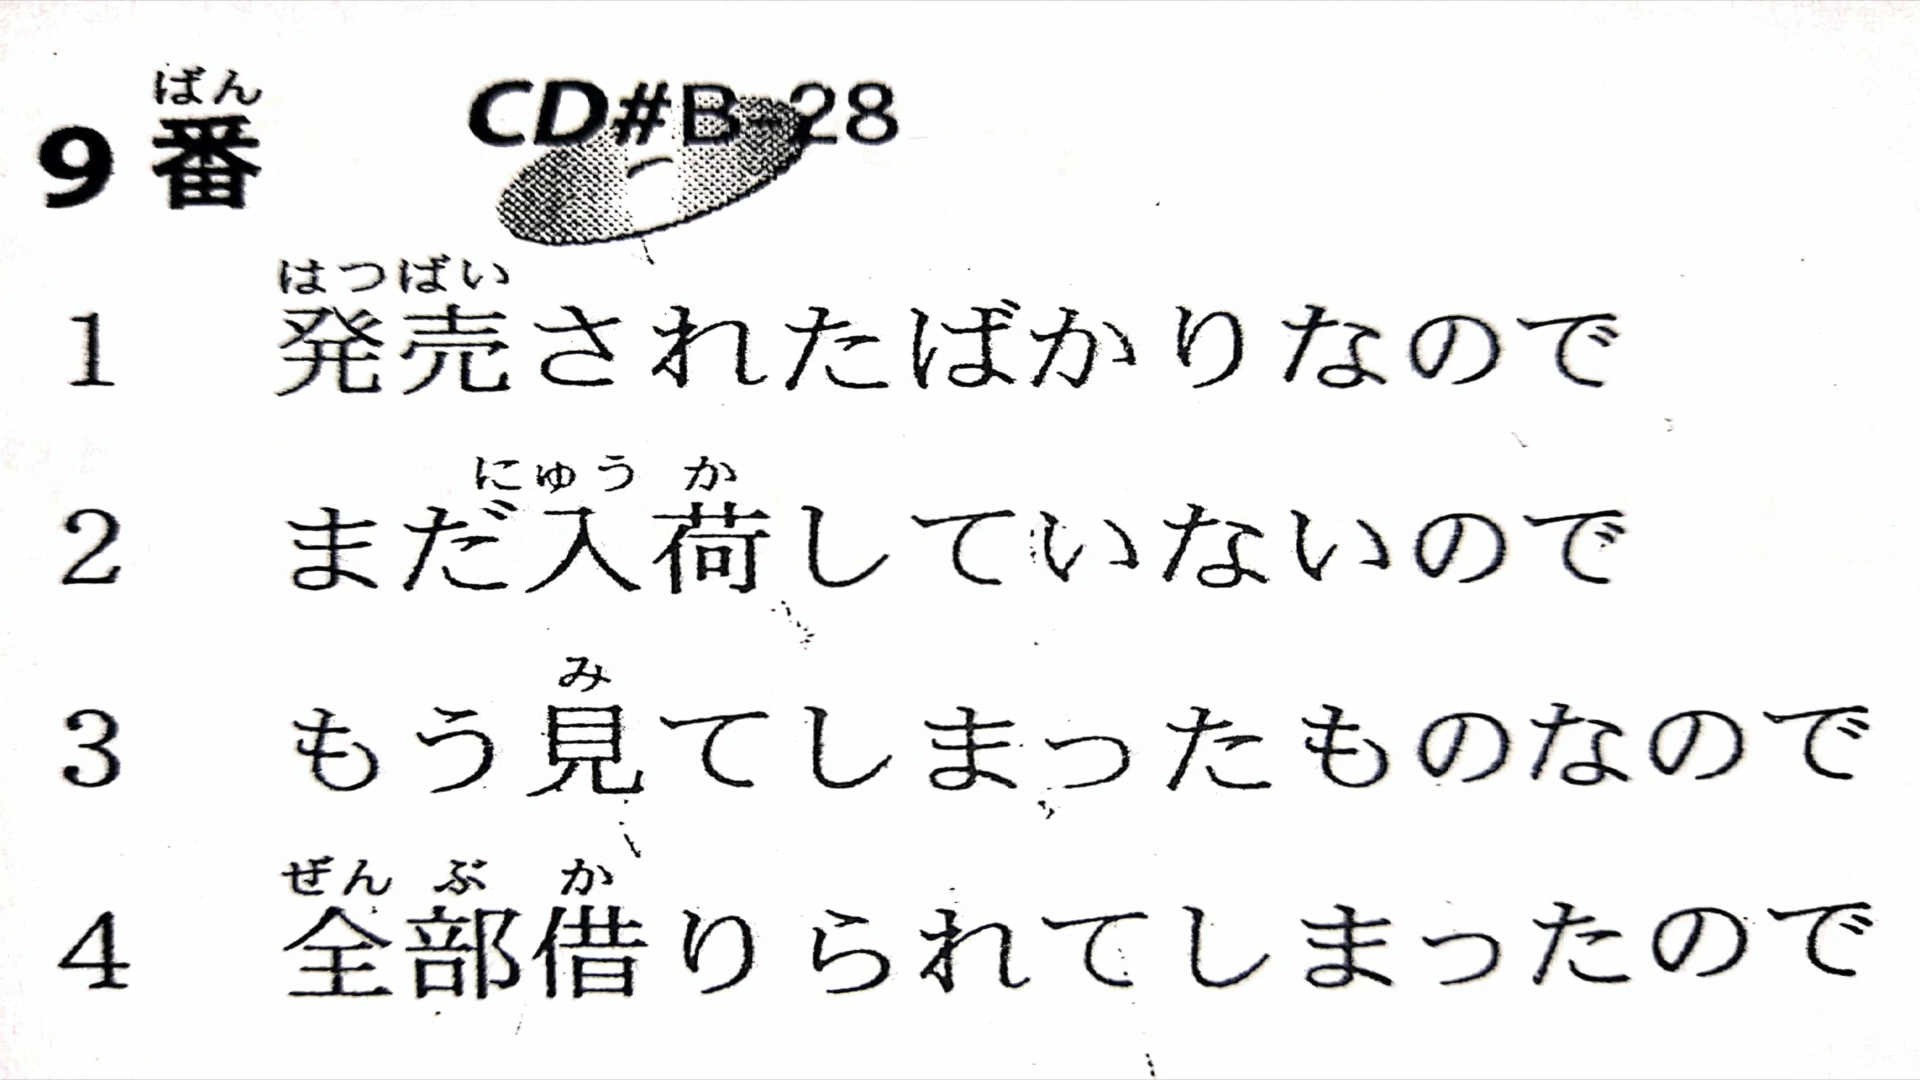 ばん
9番 CD#B-28
はつばい
1 発売されたばかりなので
にゅうか
2 まだ入荷していないので
み
3 もう見てしまったものなので
ぜんぶか
4 全部借りられてしまったので